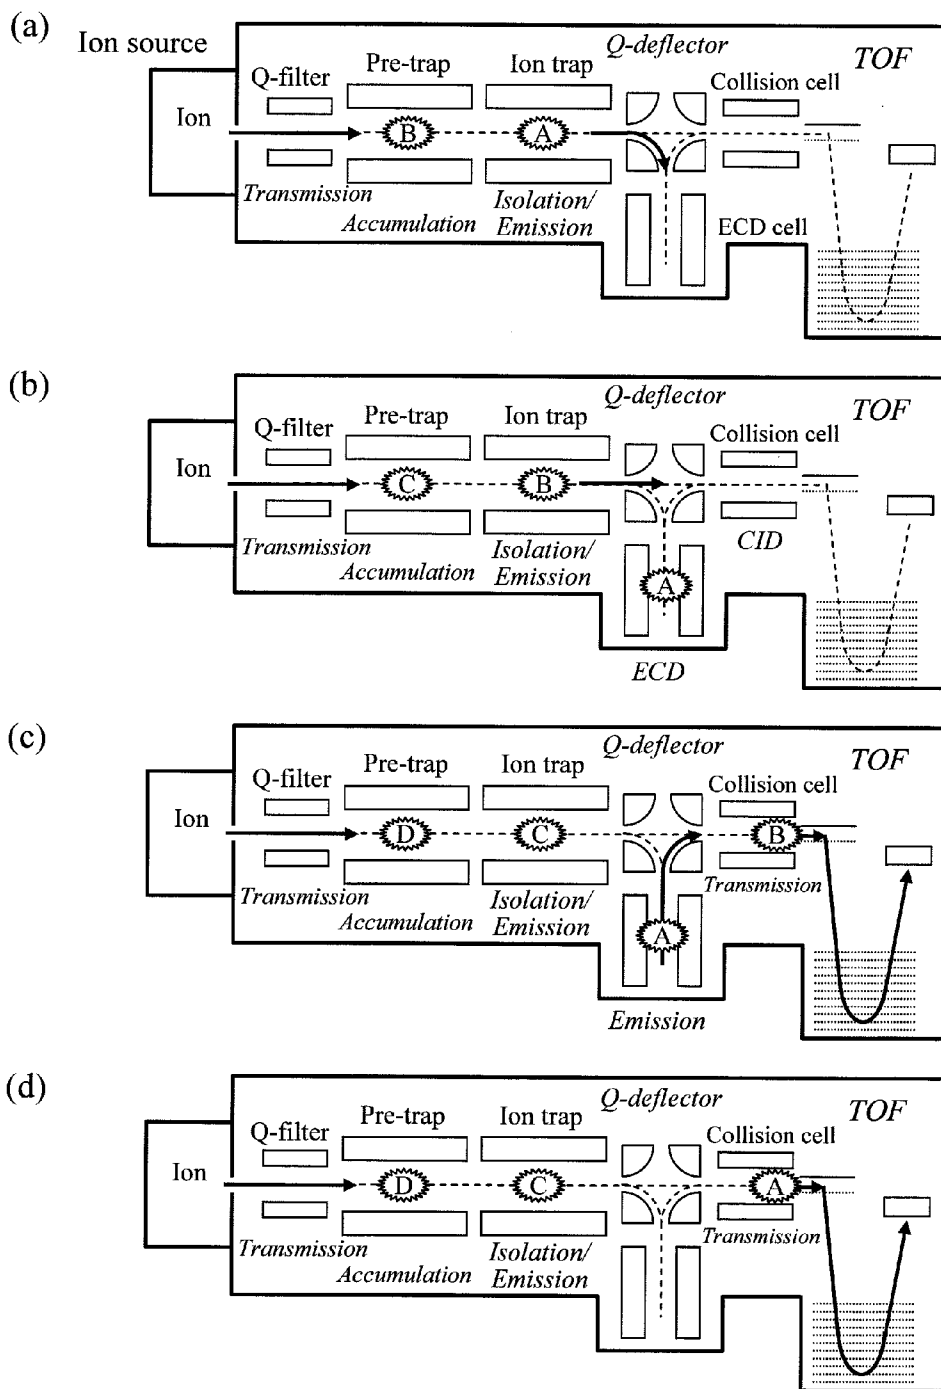 (a)
Ion source
Q-deflector
TOF
Q-filter
Pre-trap
Ion trap
Collision cell
Ion
B
A
Transmission
Accumulation
Isolation/
Emission
ECD cell
(b)
Q-deflector
TOF
Q-filter
Pre-trap
Ion trap
Collision cell
Ion
C
B
Transmission
Accumulation
Isolation/
Emission
CID
A
ECD
(c)
Q-deflector
TOF
Q-filter
Pre-trap
Ion trap
Collision cell
Ion
D
C
B
Transmission
Accumulation
Isolation/
Emission
Transmission
A
Emission
(d)
Q-deflector
TOF
Q-filter
Pre-trap
Ion trap
Collision cell
Ion
D
C
A
Transmission
Accumulation
Isolation/
Emission
Transmission